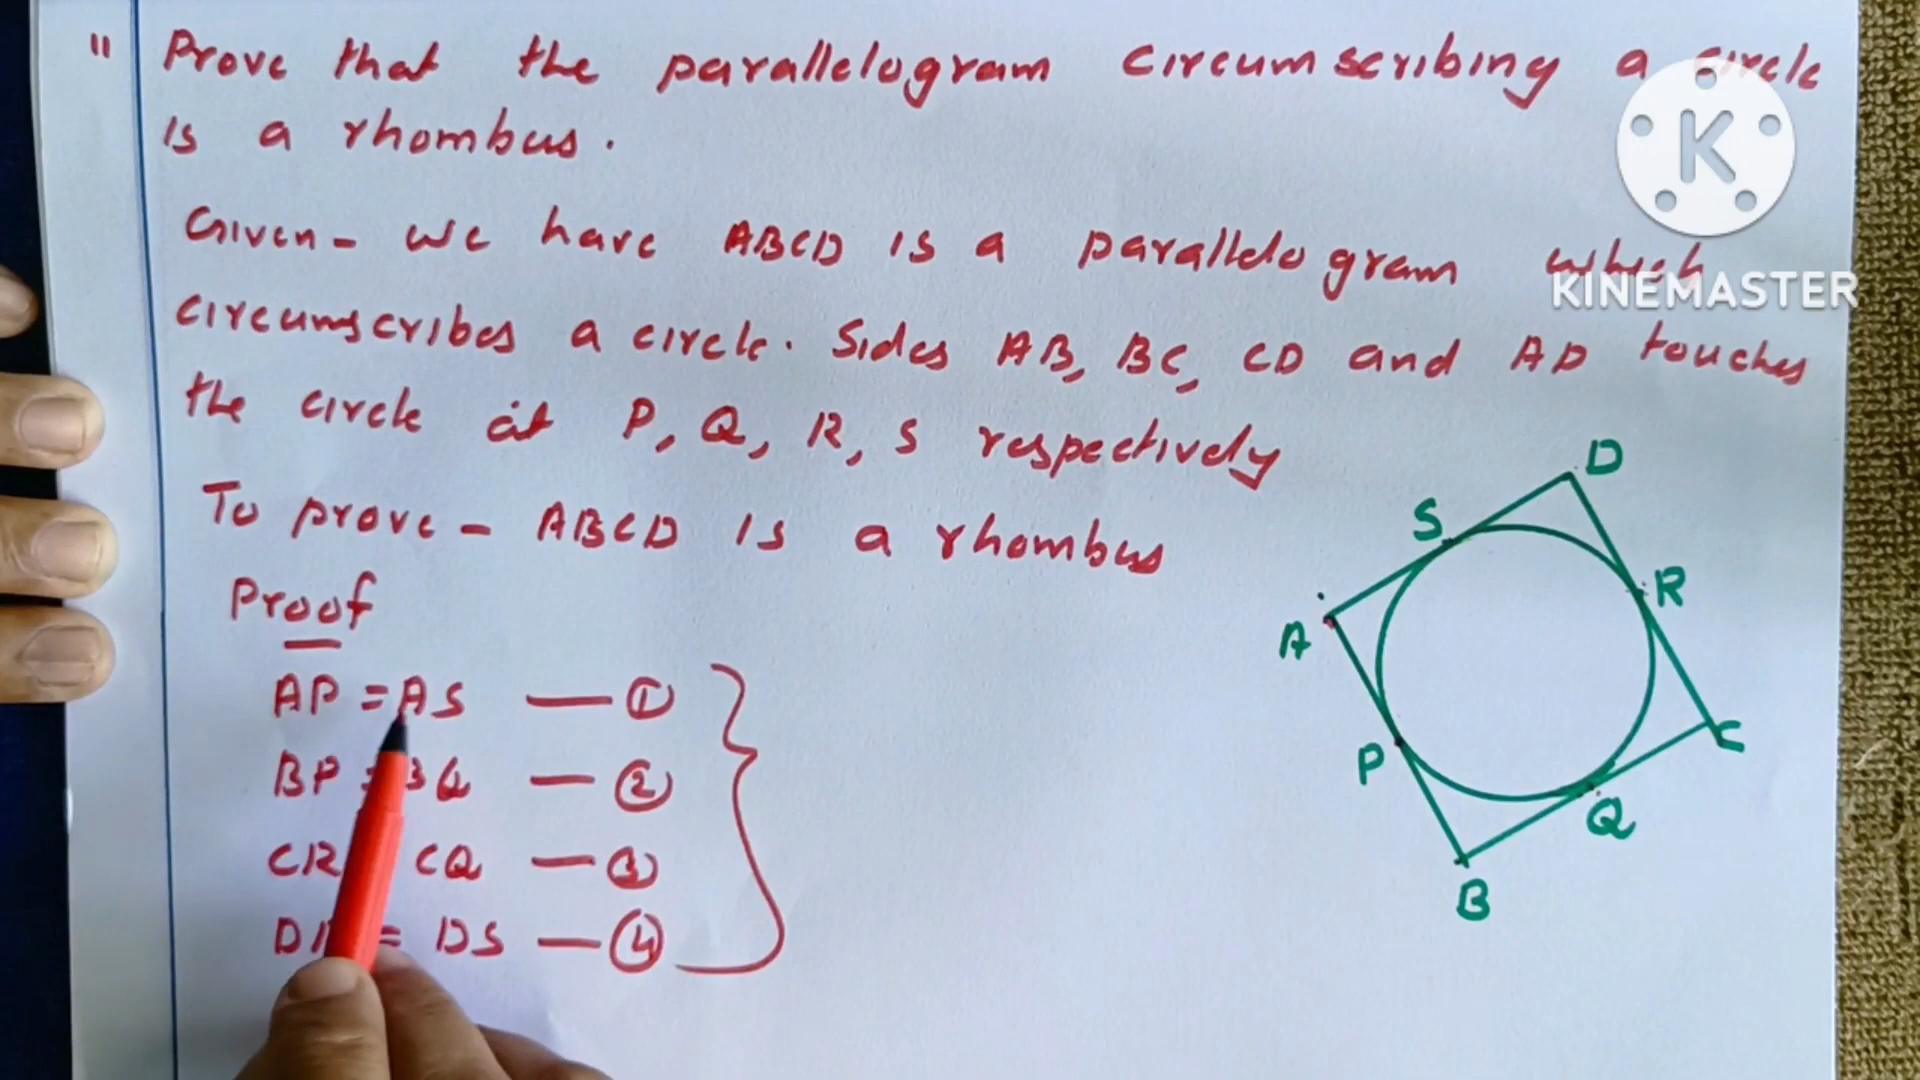 " Prove that the parallelogram circumscribing a circle
is a rhombus.
Given - we have ABCD is a parallelogram which
circumscribes a circle. Sides AB, BC, CD and AD touches
the circle at P, Q, R, S respectively
To prove - ABCD is a rhombus
Proof
AP = AS — ①
BP = BQ — ②
CR CQ — ③
D = DS — ④
D
S
R
A
C
P
Q
B
K
KINEMASTER